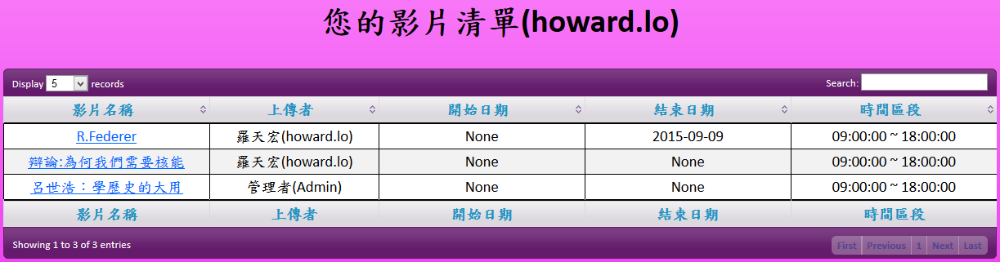 您的影片清單(howard.lo)
Display 5 records Search:
影片名稱 上傳者 開始日期 結束日期 時間區段
R.Federer 羅天宏(howard.lo) None 2015-09-09 09:00:00 ~ 18:00:00
辯論:為何我們需要核能 羅天宏(howard.lo) None None 09:00:00 ~ 18:00:00
呂世浩：學歷史的大用 管理者(Admin) None None 09:00:00 ~ 18:00:00
影片名稱 上傳者 開始日期 結束日期 時間區段
Showing 1 to 3 of 3 entries First Previous 1 Next Last